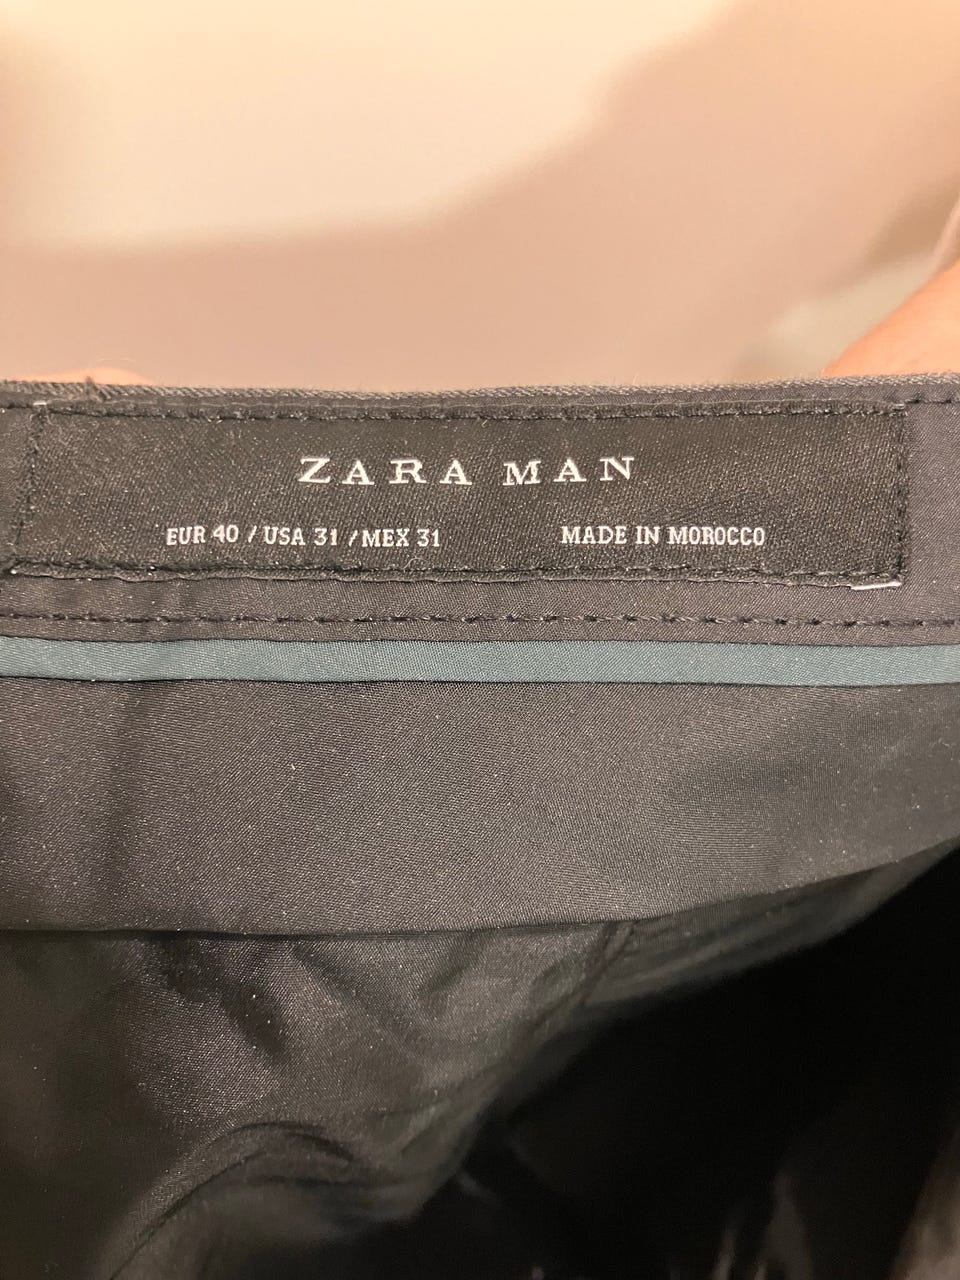 ZARA MAN
EUR 40 / USA 31 / MEX 31 MADE IN MOROCCO